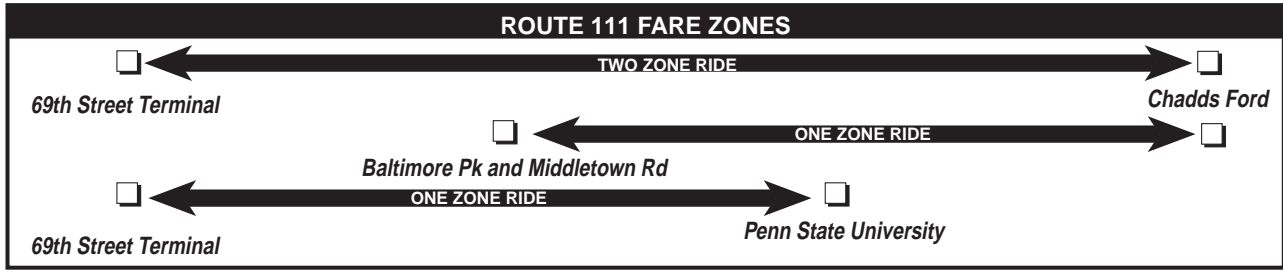 ROUTE 111 FARE ZONES
TWO ZONE RIDE
69th Street Terminal
Chadds Ford
ONE ZONE RIDE
Baltimore Pk and Middletown Rd
ONE ZONE RIDE
Penn State University
69th Street Terminal